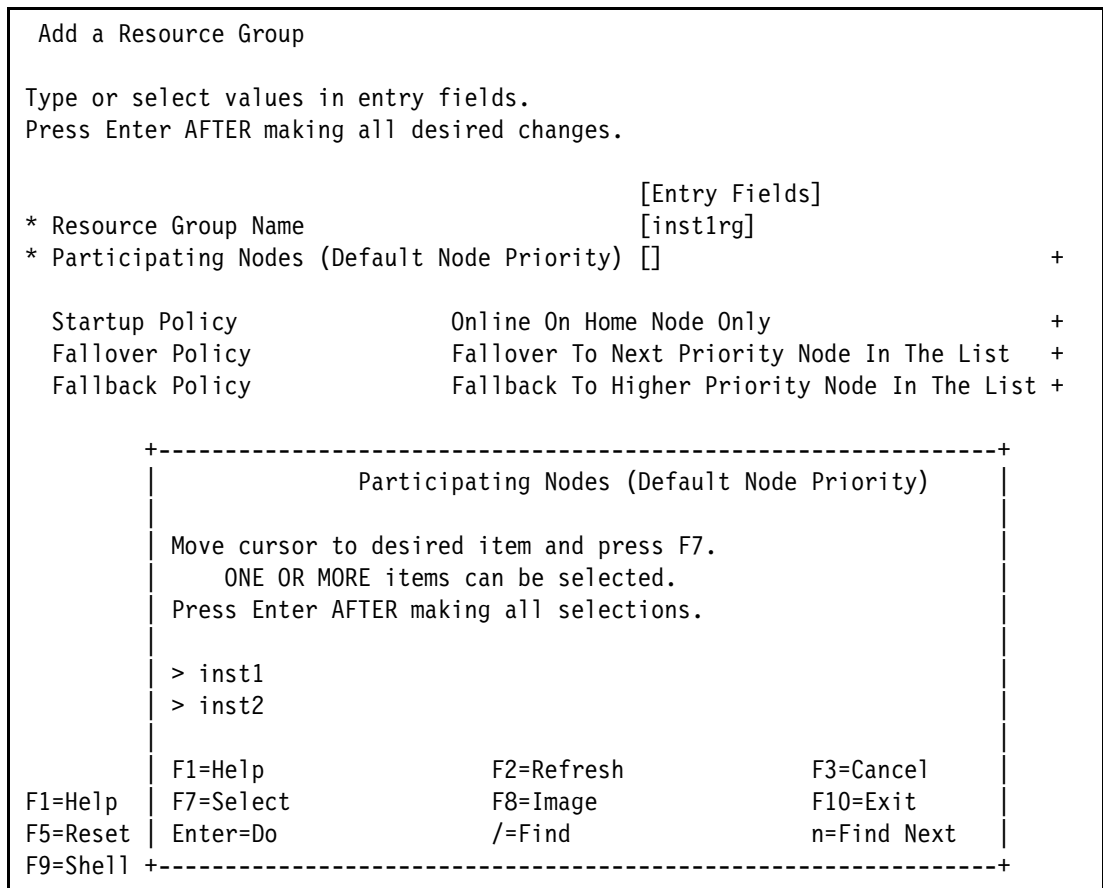 Add a Resource Group
Type or select values in entry fields.
Press Enter AFTER making all desired changes.
[Entry Fields]
* Resource Group Name [inst1rg]
* Participating Nodes (Default Node Priority) [] +
Startup Policy Online On Home Node Only +
Fallover Policy Fallover To Next Priority Node In The List +
Fallback Policy Fallback To Higher Priority Node In The List +
+--------------------------------------------------------------+
| Participating Nodes (Default Node Priority) |
| |
| Move cursor to desired item and press F7. |
| ONE OR MORE items can be selected. |
| Press Enter AFTER making all selections. |
| |
| > inst1 |
| > inst2 |
| |
| F1=Help F2=Refresh F3=Cancel |
F1=Help | F7=Select F8=Image F10=Exit |
F5=Reset | Enter=Do /=Find n=Find Next |
F9=Shell +--------------------------------------------------------------+